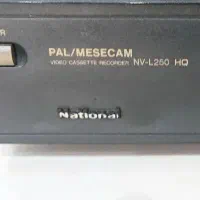 R
PAL/MESECAM
VIDEO CASSETTE RECORDER NV-L250 HQ
National